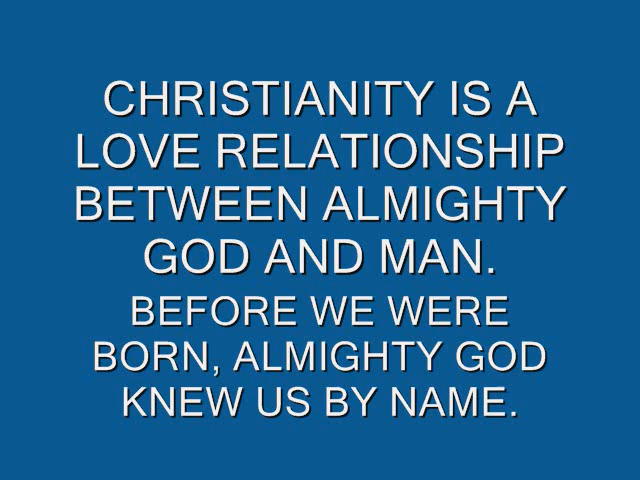 CHRISTIANITY IS A
LOVE RELATIONSHIP
BETWEEN ALMIGHTY
GOD AND MAN.
BEFORE WE WERE
BORN, ALMIGHTY GOD
KNEW US BY NAME.